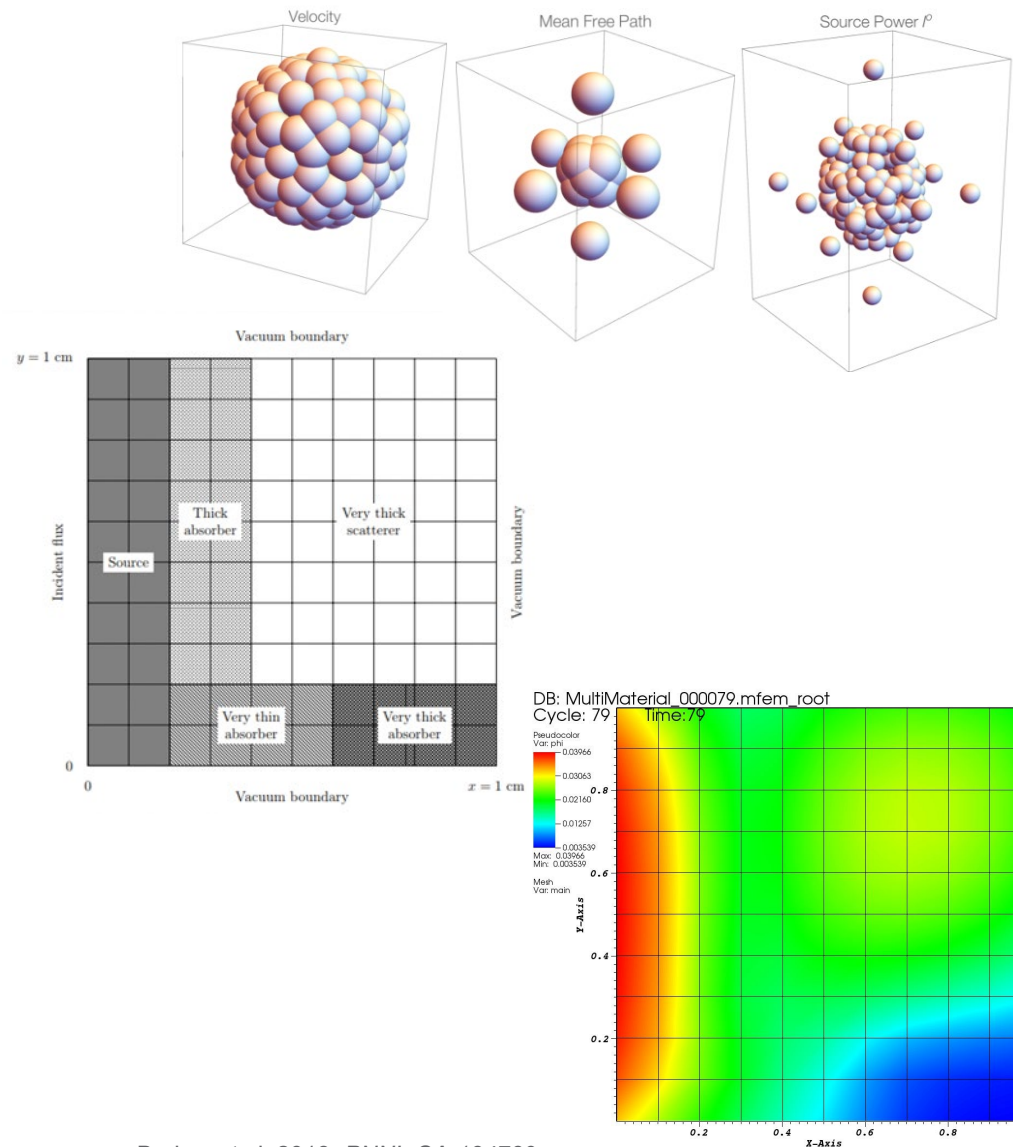 Velocity
Mean Free Path
Source Power I⁰
Vacuum boundary
y = 1 cm
Incident flux
Source
Thick
absorber
Very thick
scatterer
Vacuum boundary
Very thin
absorber
Very thick
absorber
0
0
Vacuum boundary
x = 1 cm
DB: MultiMaterial_000079.mfem_root
Cycle: 79 Time:79
Pseudocolor
Var: phi
0.03966
0.03063
0.02160
0.01257
0.003539
Max: 0.03966
Min: 0.003539
Mesh
Var: main
Y-Axis
0.8
0.6
0.4
0.2
0.2
0.4
0.6
0.8
X-Axis